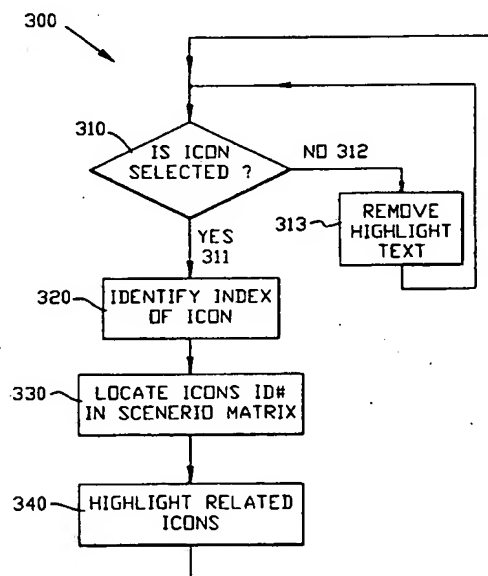 300
310
IS ICON
SELECTED ?
NO 312
313
REMOVE
HIGHLIGHT
TEXT
YES
311
320
IDENTIFY INDEX
OF ICON
330
LOCATE ICONS ID#
IN SCENERIO MATRIX
340
HIGHLIGHT RELATED
ICONS